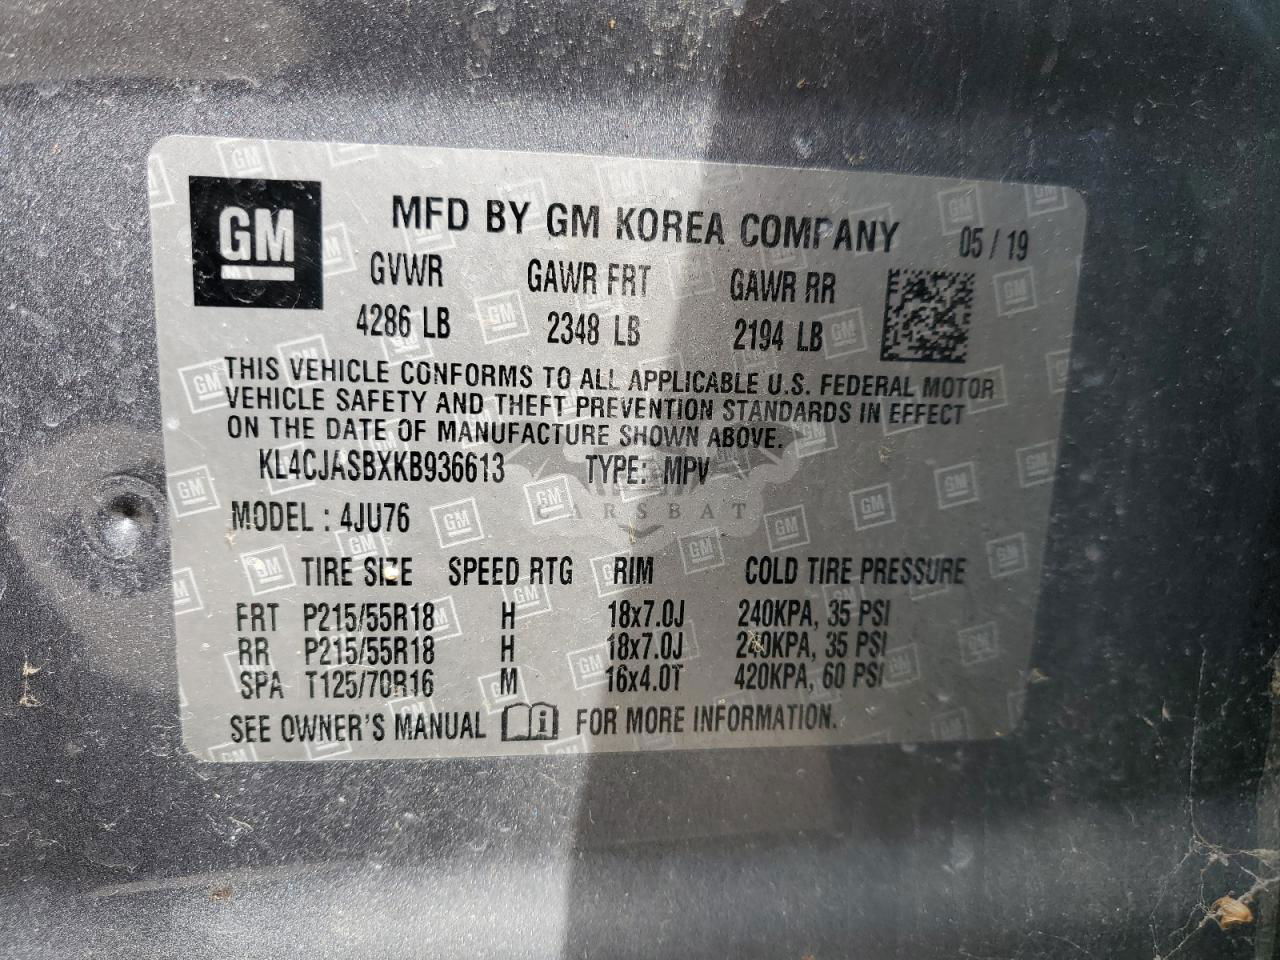 GM
MFD BY GM KOREA COMPANY 05 / 19
GVWR GAWR FRT GAWR RR
4286 LB 2348 LB 2194 LB
THIS VEHICLE CONFORMS TO ALL APPLICABLE U.S. FEDERAL MOTOR
VEHICLE SAFETY AND THEFT PREVENTION STANDARDS IN EFFECT
ON THE DATE OF MANUFACTURE SHOWN ABOVE.
KL4CJASBXKB936613 TYPE: MPV
CARSBAT
MODEL : 4JU76
TIRE SIZE SPEED RTG RIM COLD TIRE PRESSURE
FRT P215/55R18 H 18x7.0J 240KPA, 35 PSI
RR P215/55R18 H 18x7.0J 240KPA, 35 PSI
SPA T125/70R16 M 16x4.0T 420KPA, 60 PSI
SEE OWNER'S MANUAL FOR MORE INFORMATION.